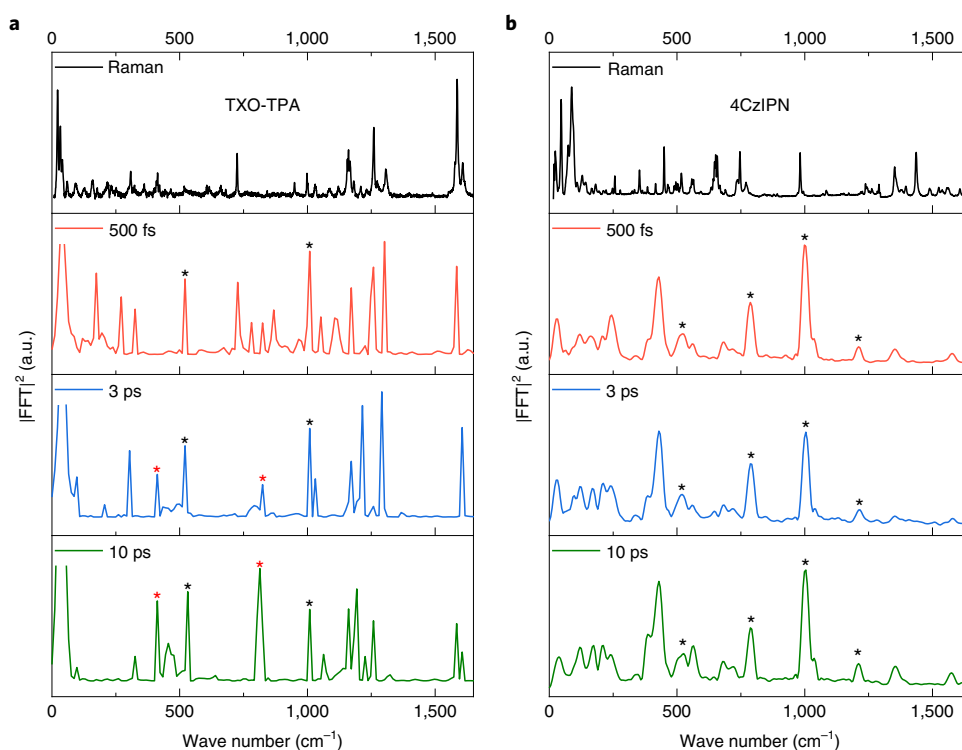 a
0 500 1,000 1,500
Raman
TXO-TPA
500 fs
*
*
3 ps
*
*
*
*
10 ps
*
*
*
*
|FFT|² (a.u.)
0 500 1,000 1,500
Wave number (cm⁻¹)
b
0 500 1,000 1,500
Raman
4CzIPN
500 fs
*
*
*
*
3 ps
*
*
*
*
10 ps
*
*
*
*
|FFT|² (a.u.)
0 500 1,000 1,500
Wave number (cm⁻¹)